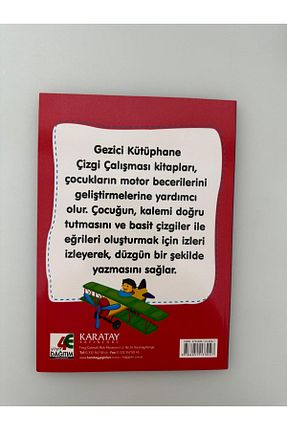 Gezici Kütüphane
Çizgi Çalışması kitapları,
çocukların motor becerilerini
geliştirmelerine yardımcı
olur. Çocuğun, kalemi doğru
tutmasını ve basit çizgiler ile
eğrileri oluşturmak için izleri
izleyerek, düzgün bir şekilde
yazmasını sağlar.
4E
DAĞITIM
KARATAY